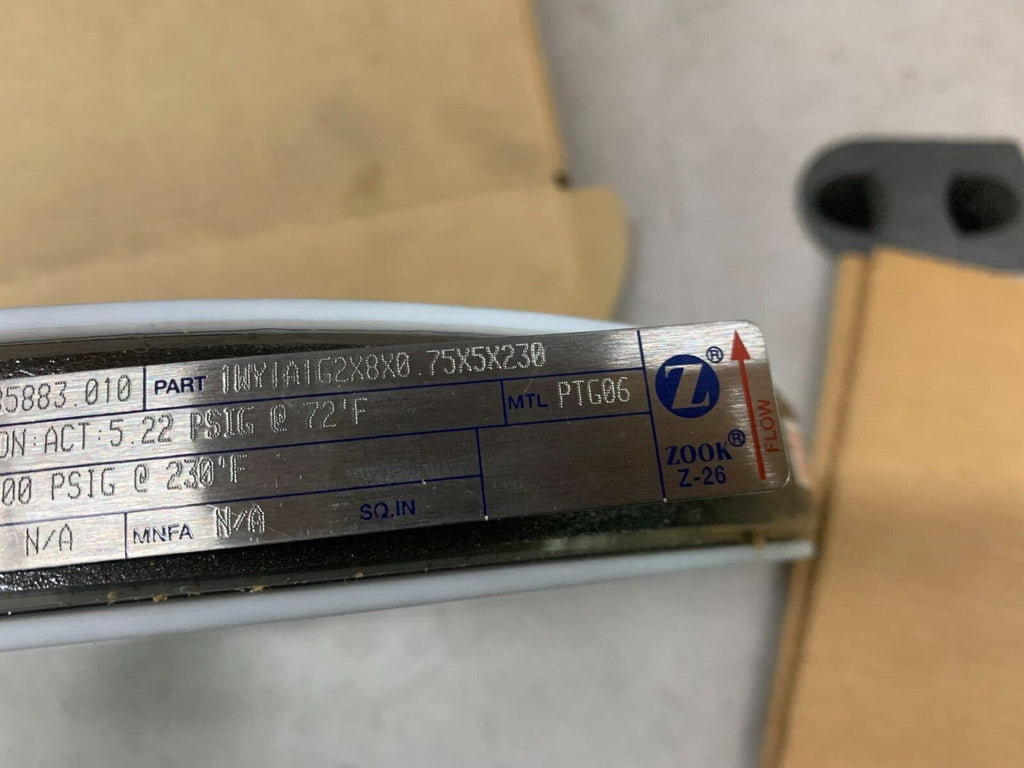 35883.010 PART 1WYIA1G2X8X0.75X5X230
ON:ACT:5.22 PSIG @ 72°F MTL PTG06
00 PSIG @ 230°F
N/A MNFA N/A SQ.IN
Z®
ZOOK®
Z-26
FLOW